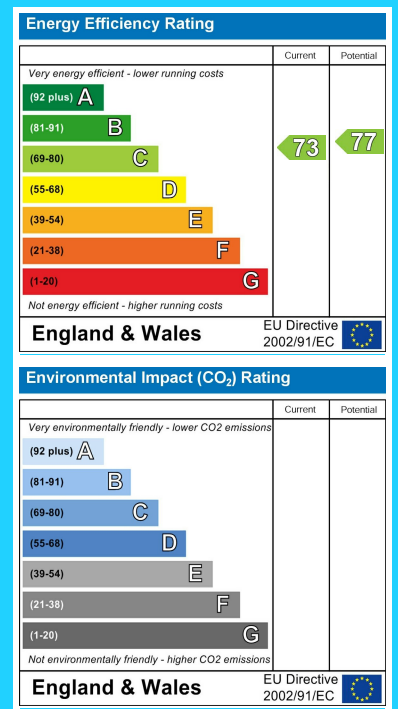 Energy Efficiency Rating
Current Potential
Very energy efficient - lower running costs
(92 plus) A
(81-91) B
(69-80) C
(55-68) D
(39-54) E
(21-38) F
(1-20) G
73 77
Not energy efficient - higher running costs
England & Wales
EU Directive
2002/91/EC
Environmental Impact (CO₂) Rating
Current Potential
Very environmentally friendly - lower CO2 emissions
(92 plus) A
(81-91) B
(69-80) C
(55-68) D
(39-54) E
(21-38) F
(1-20) G
Not environmentally friendly - higher CO2 emissions
England & Wales
EU Directive
2002/91/EC